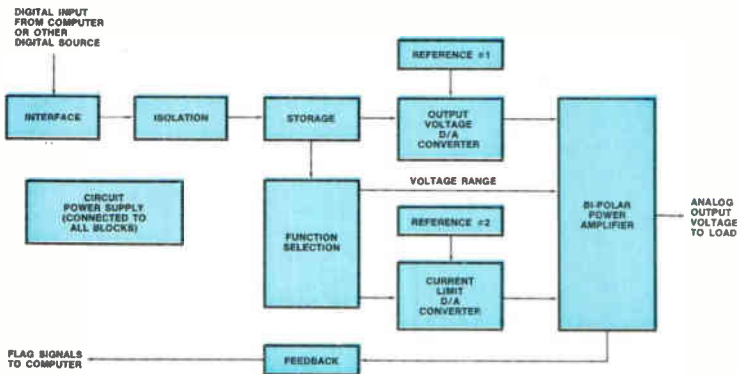 DIGITAL INPUT
FROM COMPUTER
OR OTHER
DIGITAL SOURCE
REFERENCE #1
INTERFACE
ISOLATION
STORAGE
OUTPUT
VOLTAGE
D/A
CONVERTER
VOLTAGE RANGE
CIRCUIT
POWER SUPPLY
(CONNECTED TO
ALL BLOCKS)
FUNCTION
SELECTION
REFERENCE #2
CURRENT
LIMIT
D/A
CONVERTER
BI-POLAR
POWER
AMPLIFIER
ANALOG
OUTPUT
VOLTAGE
TO LOAD
FLAG SIGNALS
TO COMPUTER
FEEDBACK